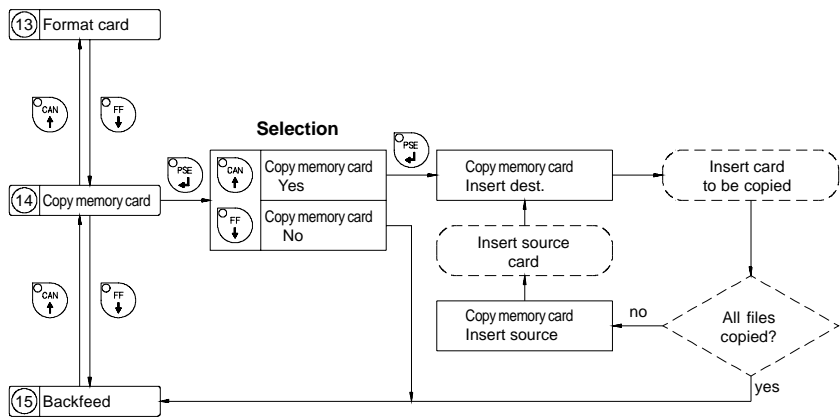 13 Format card
CAN
FF
Selection
PSE
PSE
14 Copy memory card
CAN
Copy memory card
Yes
FF
Copy memory card
No
Copy memory card
Insert dest.
Insert card
to be copied
Insert source
card
Copy memory card
Insert source
no
All files
copied?
yes
CAN
FF
15 Backfeed